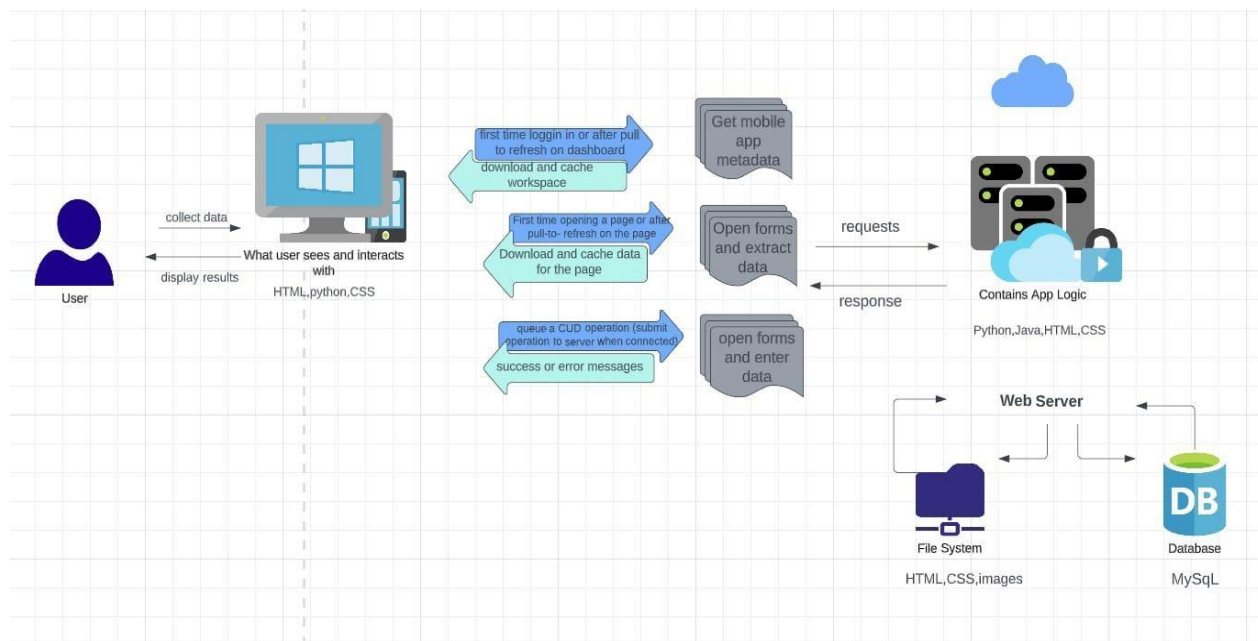 collect data
display results
User
What user sees and interacts
with
HTML,python,CSS
first time loggin in or after pull
to refresh on dashboard
download and cache
workspace
Get mobile
app
metadata
First time opening a page or after
pull-to- refresh on the page
Download and cache data
for the page
Open forms
and extract
data
queue a CUD operation (submit
operation to server when connected)
success or error messages
open forms
and enter
data
requests
response
Contains App Logic
Python,Java,HTML,CSS
Web Server
File System
HTML,CSS,images
DB
Database
MySqL